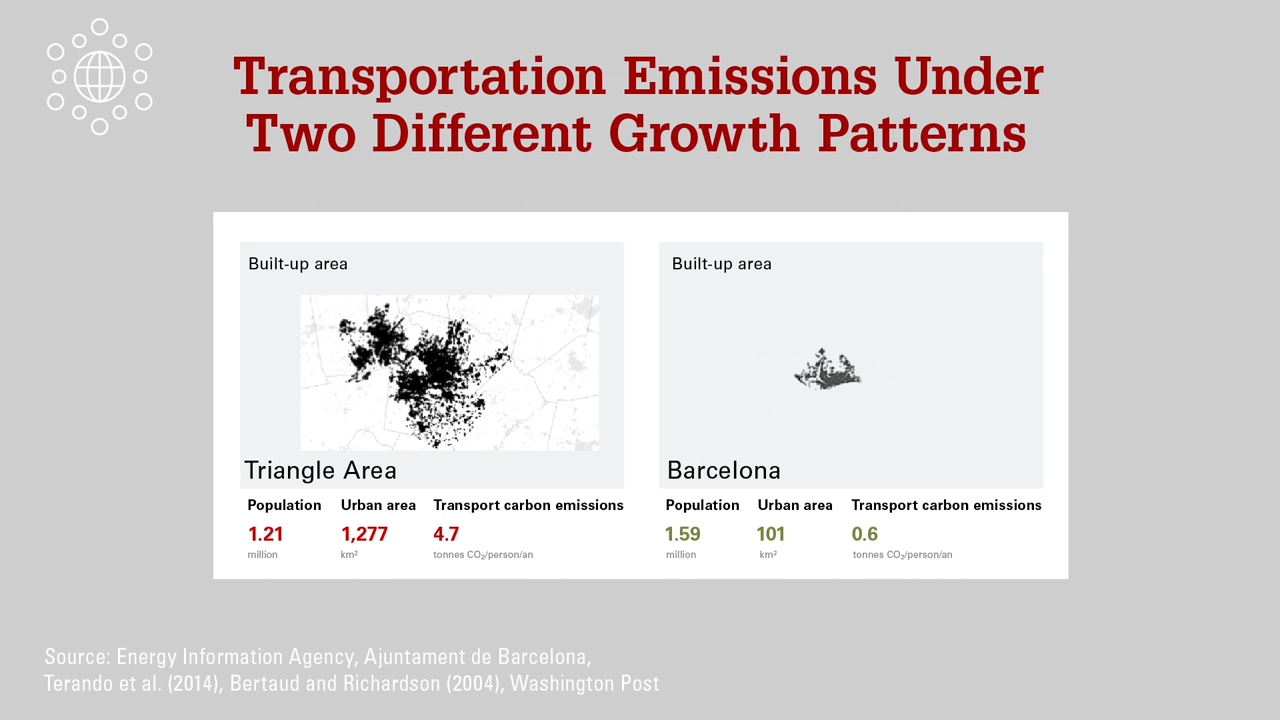 Transportation Emissions Under
Two Different Growth Patterns
Built-up area
Triangle Area
Population Urban area Transport carbon emissions
1.21 1,277 4.7
million km² tonnes CO₂/person/an
Built-up area
Barcelona
Population Urban area Transport carbon emissions
1.59 101 0.6
million km² tonnes CO₂/person/an
Source: Energy Information Agency, Ajuntament de Barcelona,
Terando et al. (2014), Bertaud and Richardson (2004), Washington Post